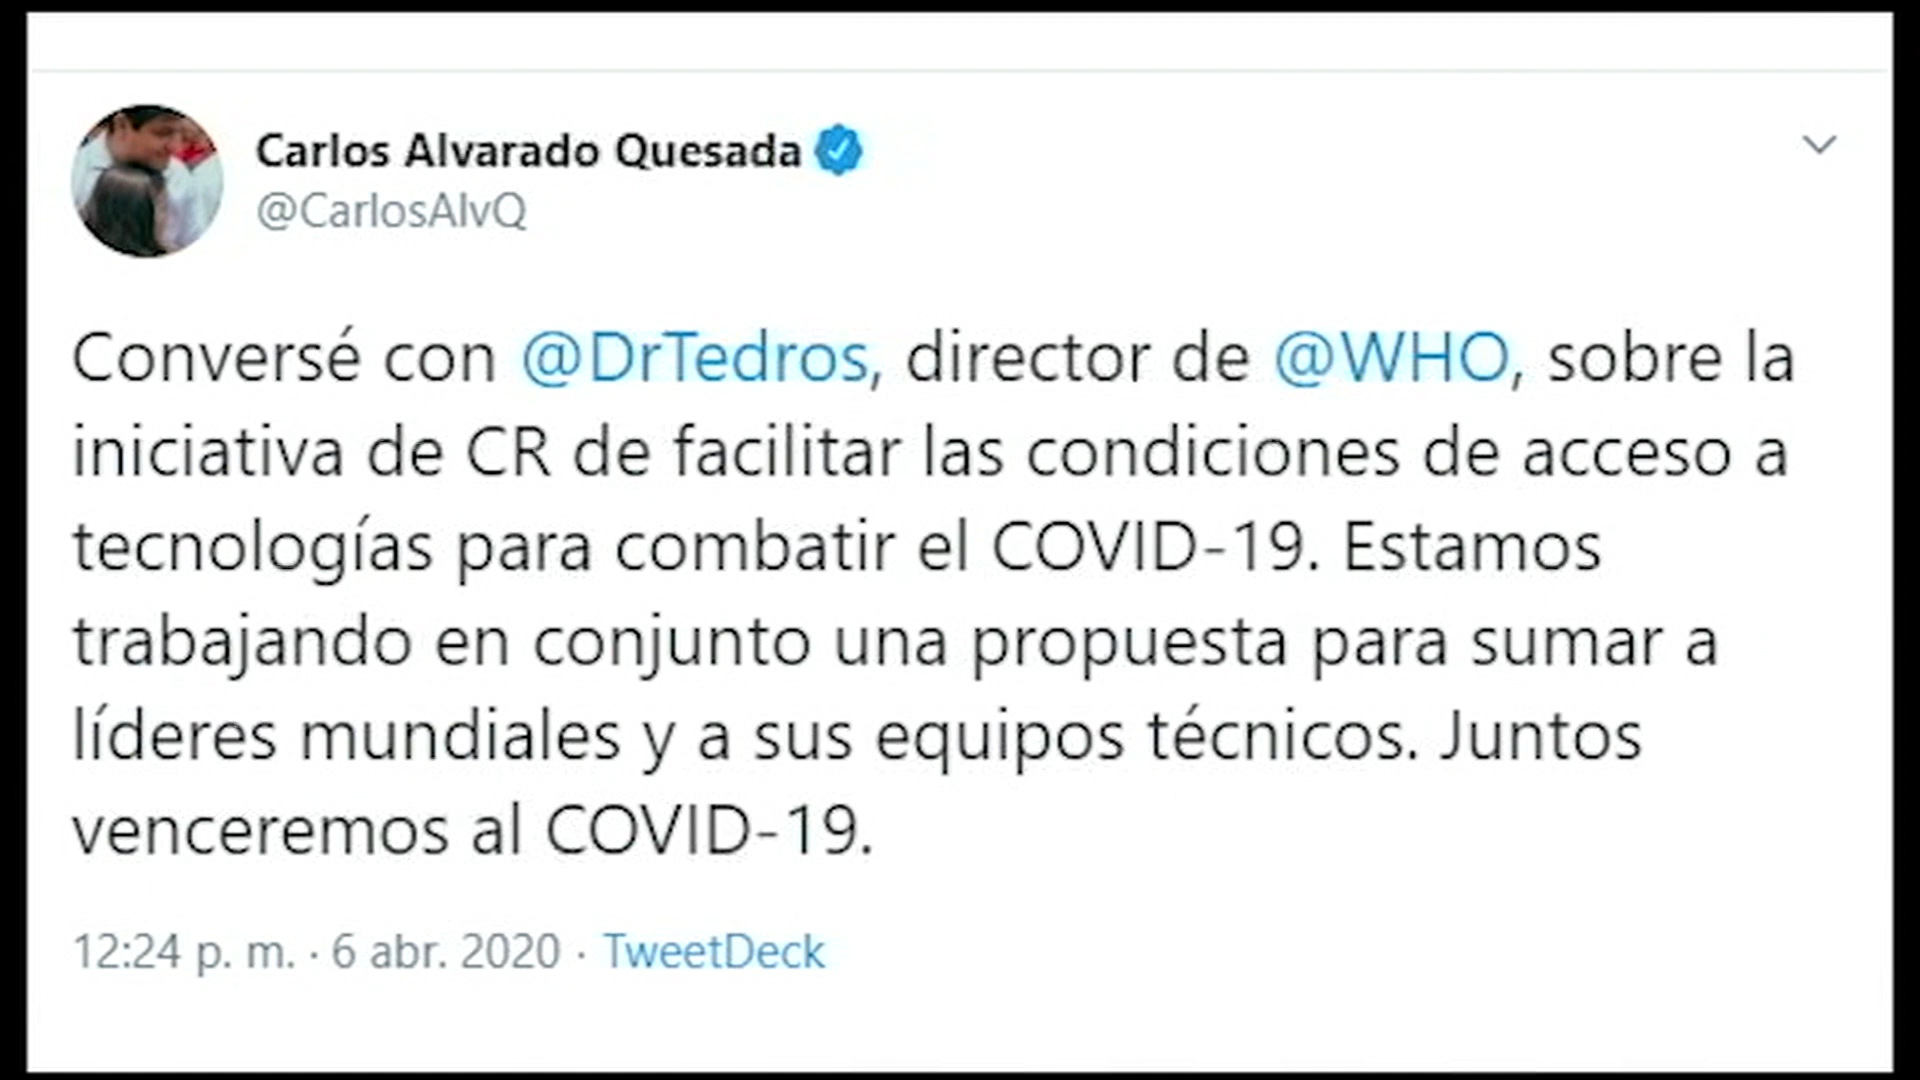 Carlos Alvarado Quesada
@CarlosAlvQ
Conversé con @DrTedros, director de @WHO, sobre la
iniciativa de CR de facilitar las condiciones de acceso a
tecnologías para combatir el COVID-19. Estamos
trabajando en conjunto una propuesta para sumar a
líderes mundiales y a sus equipos técnicos. Juntos
venceremos al COVID-19.
12:24 p. m. · 6 abr. 2020 · TweetDeck